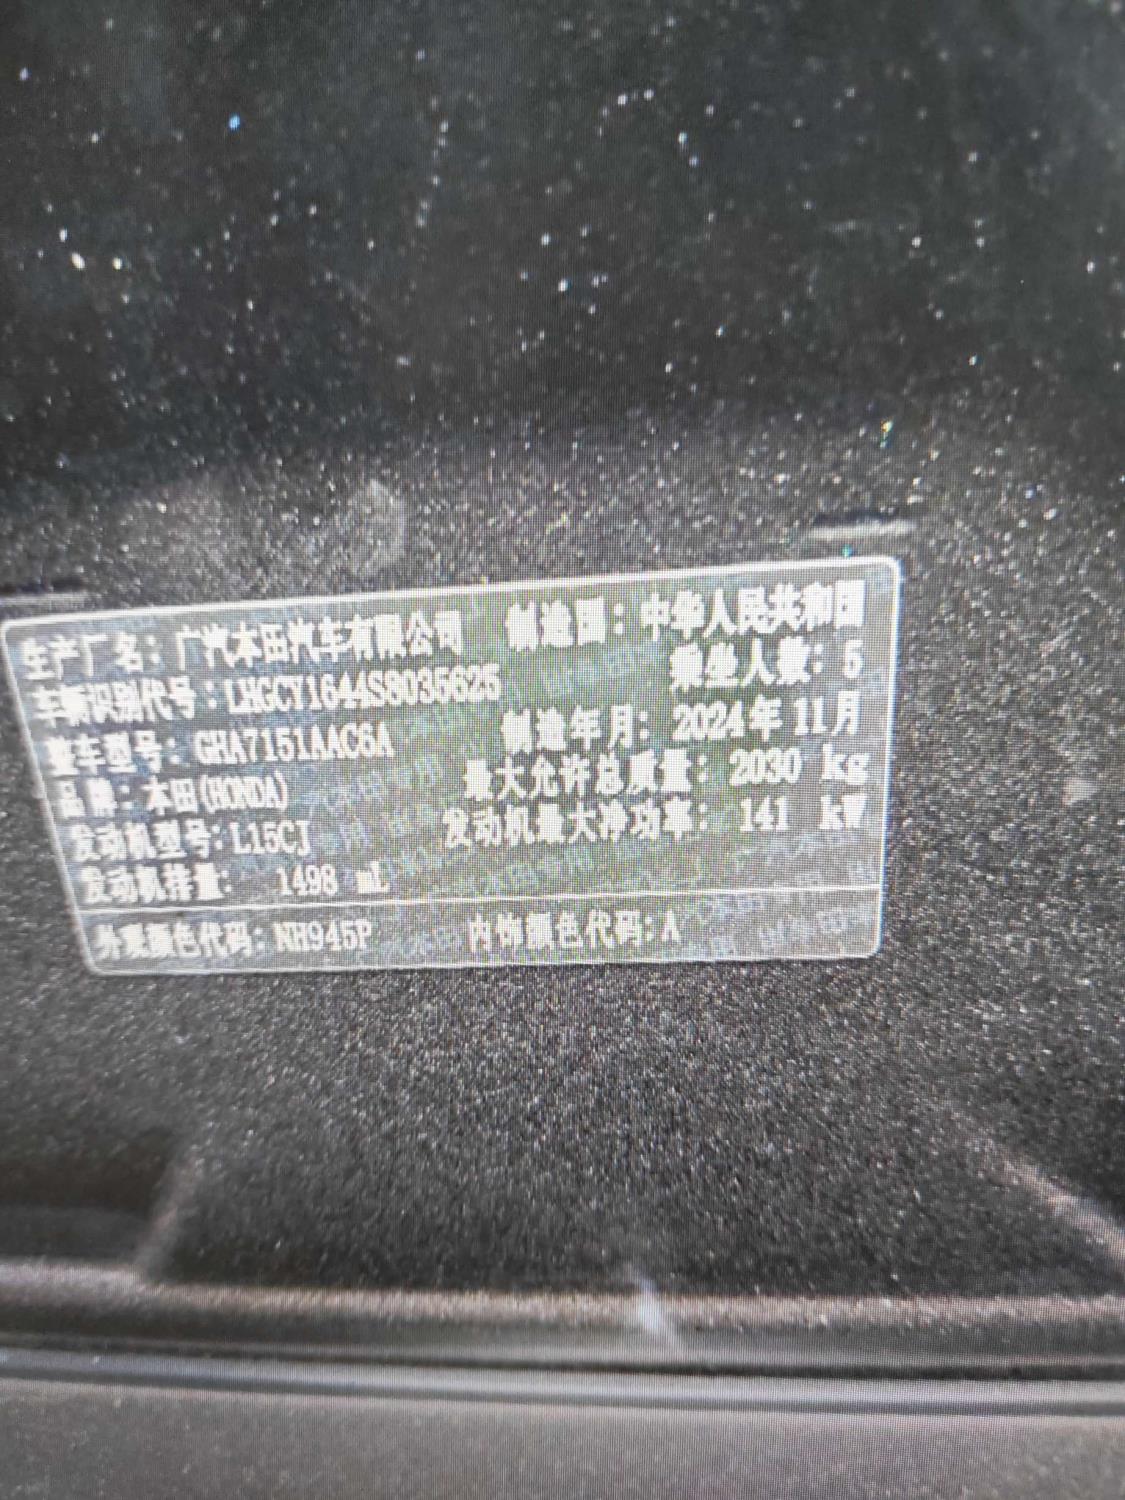 生产厂名：广汽本田汽车有限公司 制造国：中华人民共和国
车辆识别代号：LHGCY1644S8035625 乘坐人数：5
整车型号：GHA7151AAC6A 制造年月：2024年11月
品牌：本田(HONDA) 最大允许总质量：2030 kg
发动机型号：L15CJ 发动机最大净功率：141 kW
发动机排量：1498 mL
外观颜色代码：NH945P 内饰颜色代码：A